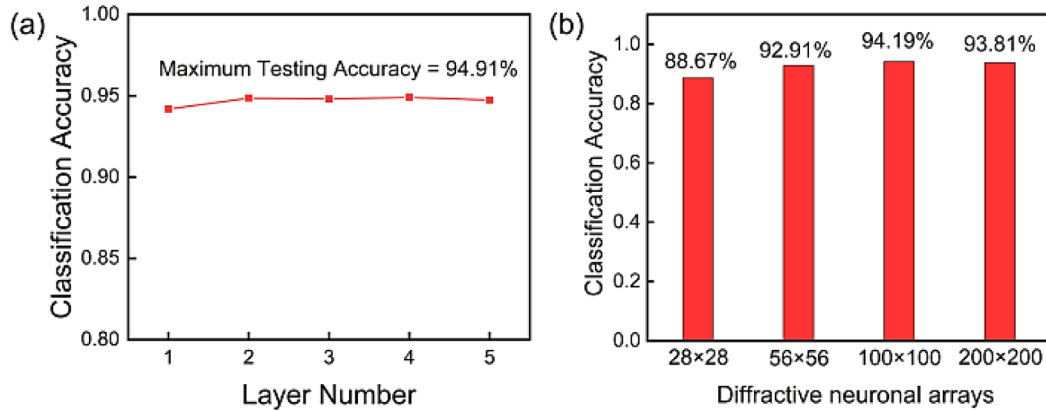 (a)
1.00
0.95
0.90
0.85
0.80
Classification Accuracy
Maximum Testing Accuracy = 94.91%
1 2 3 4 5
Layer Number
(b)
1.0
0.8
0.6
0.4
0.2
0.0
Classification Accuracy
88.67% 92.91% 94.19% 93.81%
28×28 56×56 100×100 200×200
Diffractive neuronal arrays